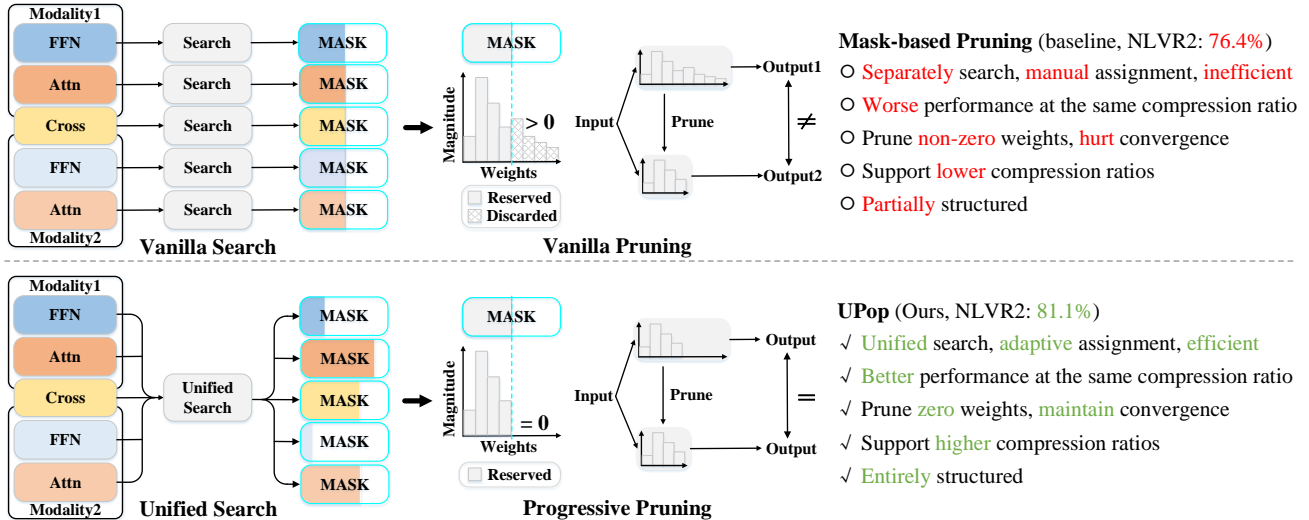 Modality1
FFN
Attn
Cross
FFN
Attn
Modality2
Search
Search
Search
Search
Search
MASK
MASK
MASK
MASK
MASK
Vanilla Search
MASK
Magnitude
> 0
Weights
Reserved
Discarded
Input
Prune
Output1
Output2
≠
Vanilla Pruning
Mask-based Pruning (baseline, NLVR2: 76.4%)
Separately search, manual assignment, inefficient
Worse performance at the same compression ratio
Prune non-zero weights, hurt convergence
Support lower compression ratios
Partially structured
Modality1
FFN
Attn
Cross
FFN
Attn
Modality2
Unified
Search
MASK
MASK
MASK
MASK
MASK
Unified Search
MASK
Magnitude
= 0
Weights
Reserved
Input
Prune
Output
Output
=
Progressive Pruning
UPop (Ours, NLVR2: 81.1%)
√ Unified search, adaptive assignment, efficient
√ Better performance at the same compression ratio
√ Prune zero weights, maintain convergence
√ Support higher compression ratios
√ Entirely structured